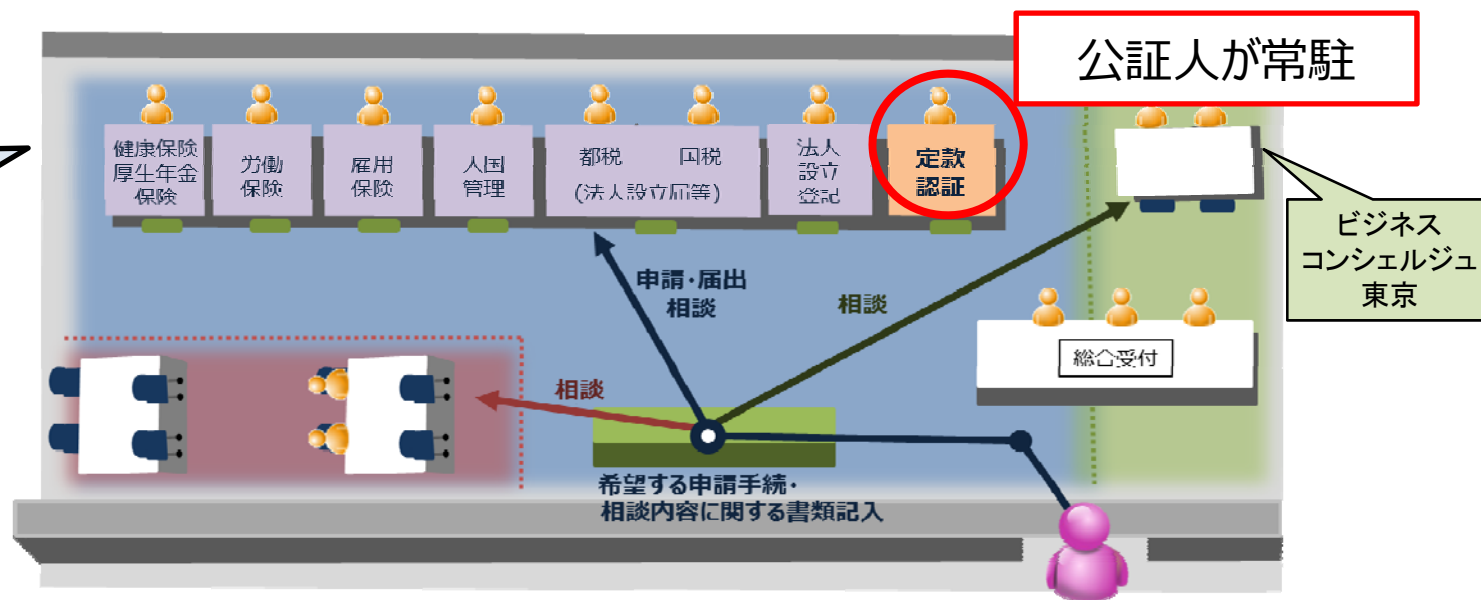 公証人が常駐
健康保険
厚生年金
保険
労働
保険
雇用
保険
入国
管理
都税 国税
(法人設立届等)
法人
設立
登記
定款
認証
ビジネス
コンシェルジュ
東京
申請・届出
相談
相談
総合受付
相談
希望する申請手続・
相談内容に関する書類記入